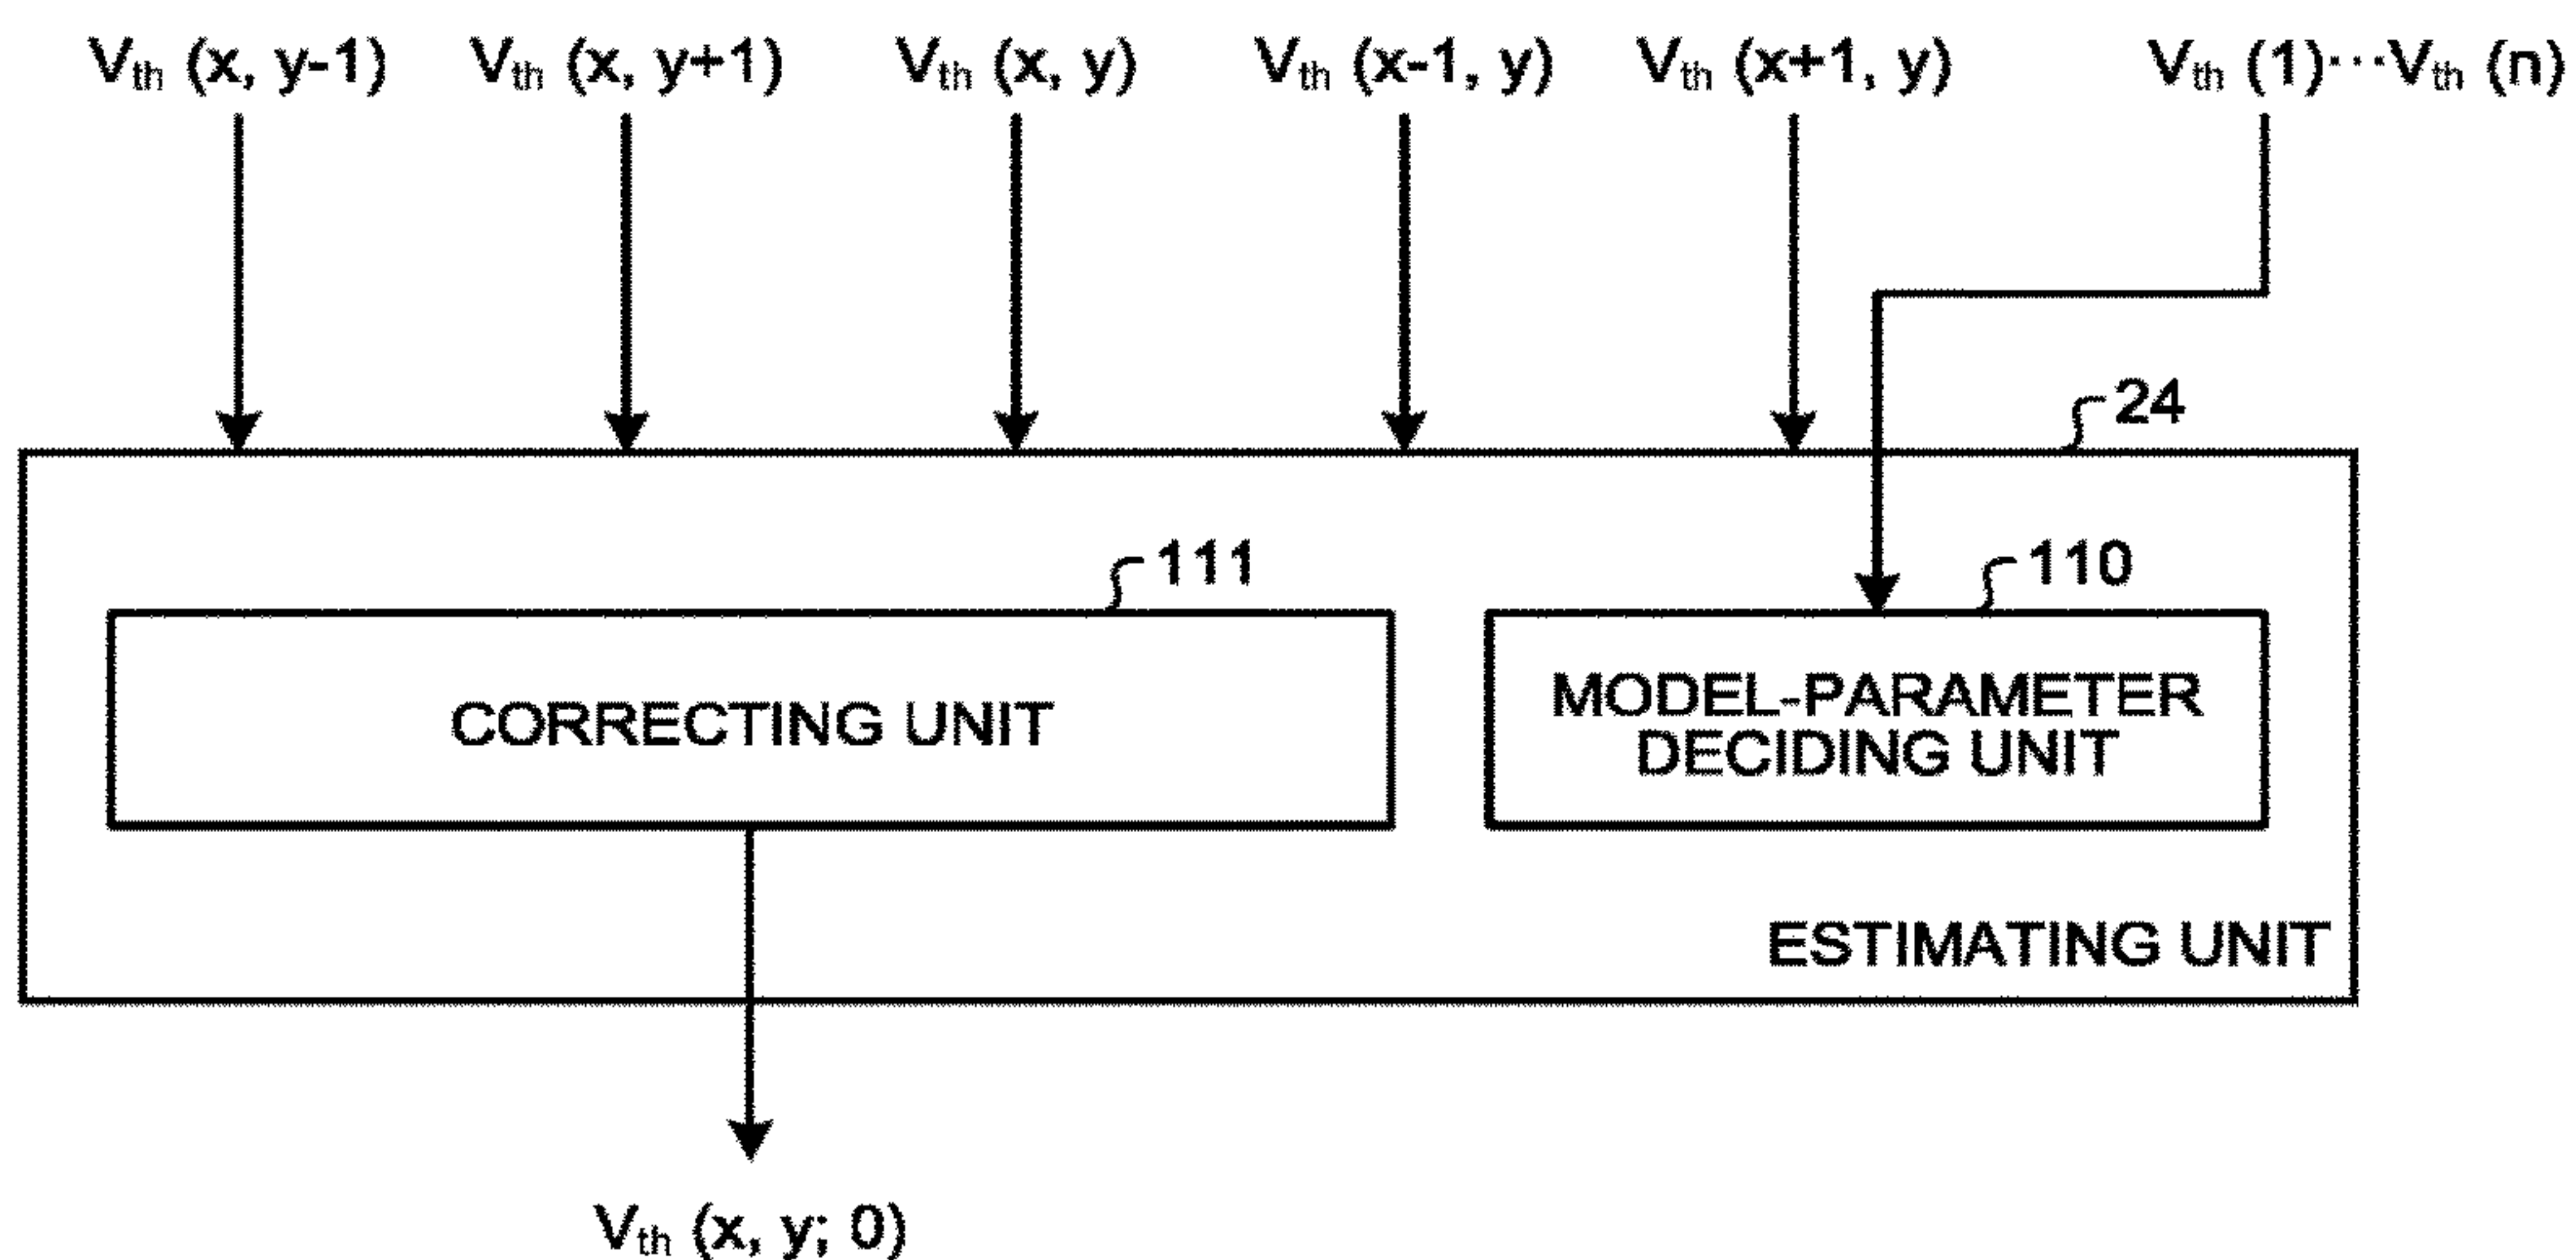 Vth (x, y-1) Vth (x, y+1) Vth (x, y) Vth (x-1, y) Vth (x+1, y) Vth (1)···Vth (n)
24
111
110
CORRECTING UNIT
MODEL-PARAMETER
DECIDING UNIT
ESTIMATING UNIT
Vth (x, y; 0)